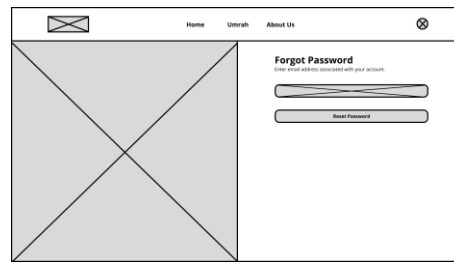 Home Umrah About Us
Forgot Password
Enter email address associated with your account.
Reset Password